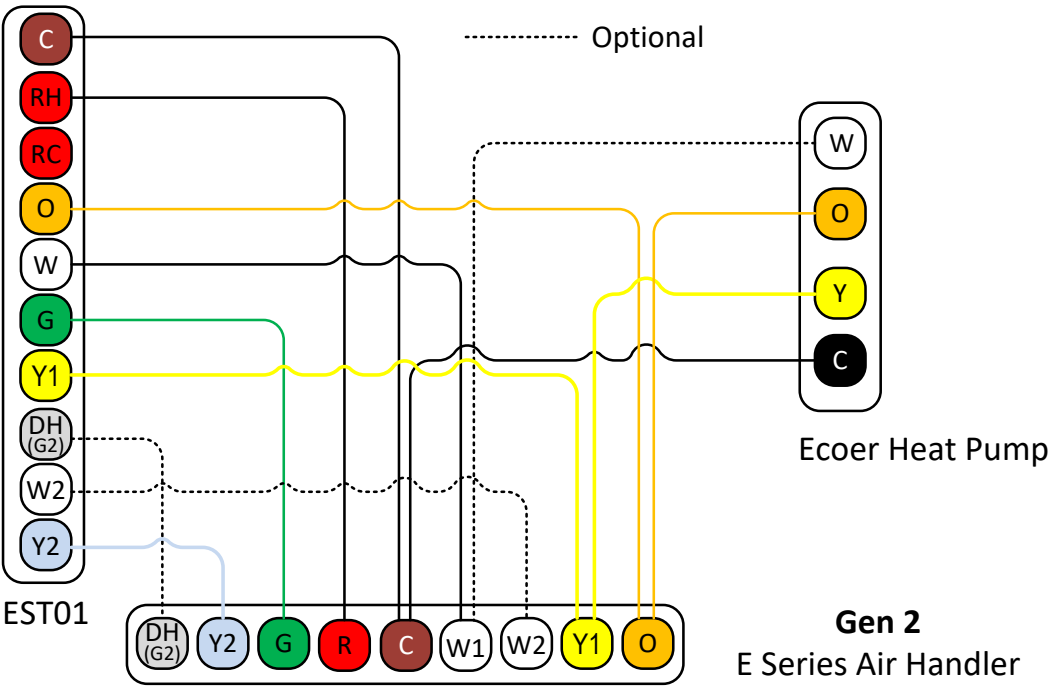 C
Optional
RH
RC
O
W
G
Y1
DH
(G2)
W2
Y2
EST01
W
O
Y
C
Ecoer Heat Pump
DH
(G2)
Y2
G
R
C
W1
W2
Y1
O
Gen 2
E Series Air Handler